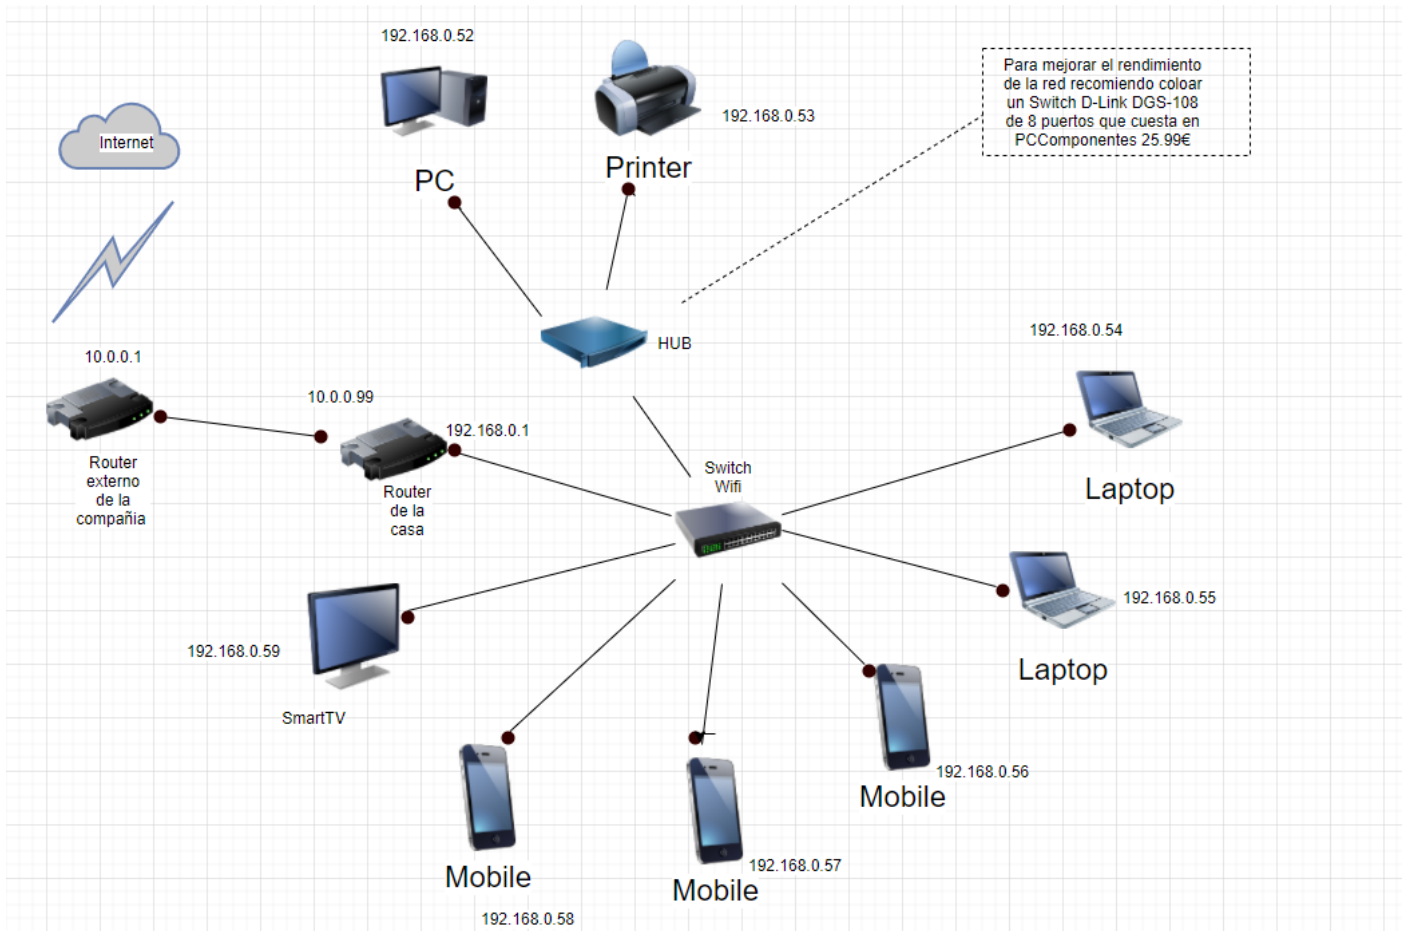 192.168.0.52
Para mejorar el rendimiento
de la red recomiendo coloar
un Switch D-Link DGS-108
de 8 puertos que cuesta en
PCComponentes 25.99€
192.168.0.53
Internet
Printer
PC
192.168.0.54
HUB
10.0.0.1
10.0.0.99
192.168.0.1
Router
externo
de la
compañia
Switch
Wifi
Router
de la
casa
Laptop
192.168.0.55
192.168.0.59
Laptop
SmartTV
192.168.0.56
Mobile
192.168.0.57
Mobile
Mobile
192.168.0.58